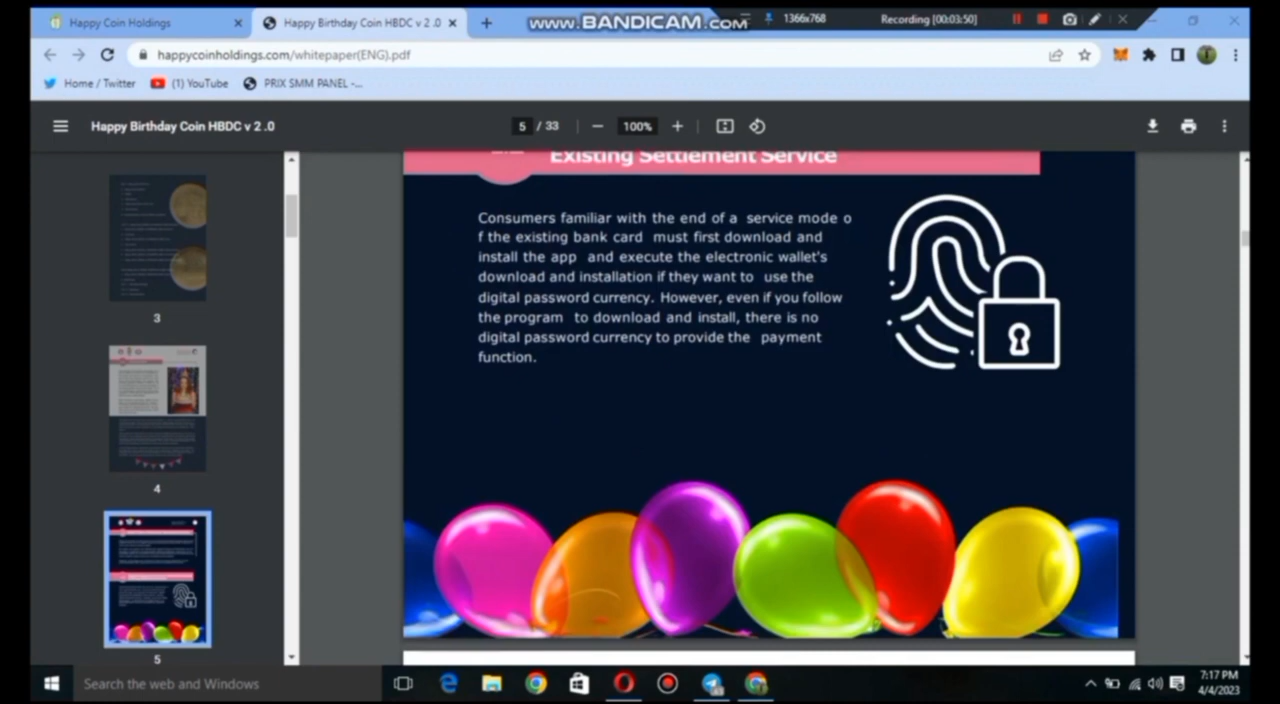 Happy Coin Holdings
Happy Birthday Coin HBDC v 2 .0
www.BANDICAM.com
1366x768
Recording [00:03:50]
happycoinholdings.com/whitepaper(ENG).pdf
Home / Twitter
(1) YouTube
PRIX SMM PANEL -...
Happy Birthday Coin HBDC v 2 .0
5 / 33
100%
Existing Settlement Service
Consumers familiar with the end of a service mode o
f the existing bank card must first download and
install the app and execute the electronic wallet's
download and installation if they want to use the
digital password currency. However, even if you follow
the program to download and install, there is no
digital password currency to provide the payment
function.
3
4
5
Search the web and Windows
7:17 PM
4/4/2023